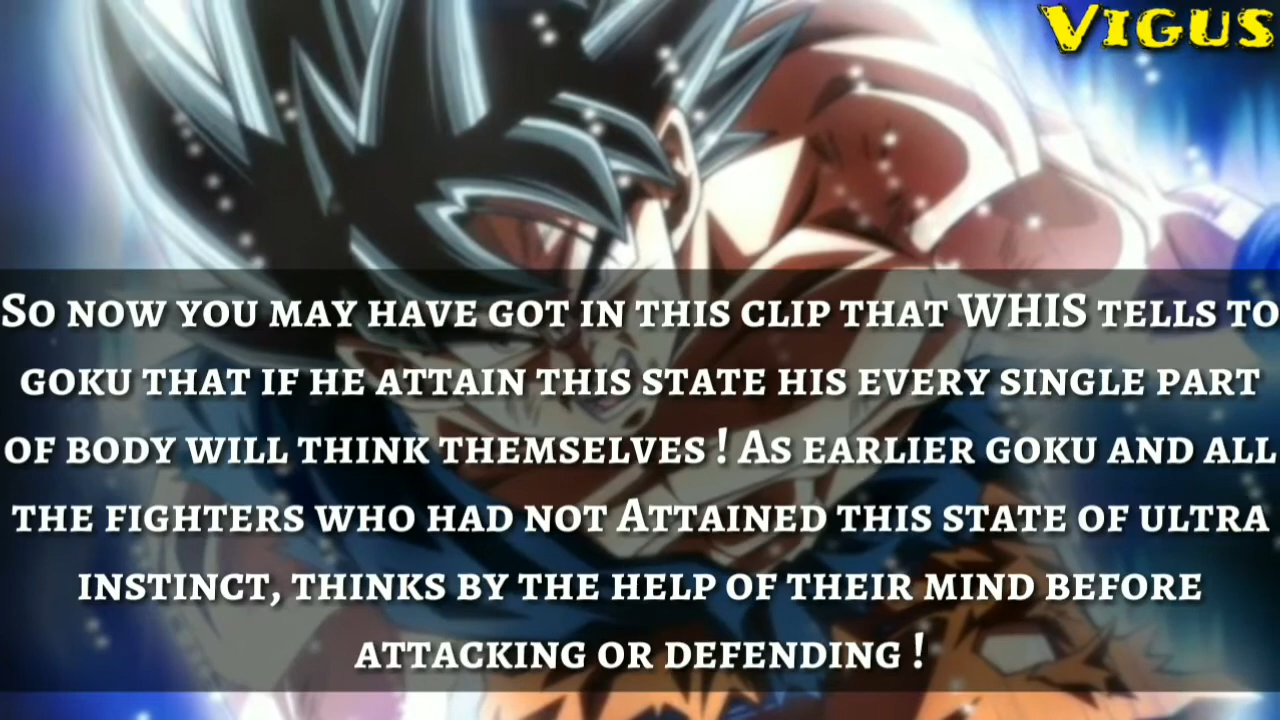 VIGUS
So now you may have got in this clip that WHIS tells to
goku that if he attain this state his every single part
of body will think themselves ! As earlier goku and all
the fighters who had not Attained this state of ultra
instinct, thinks by the help of their mind before
attacking or defending !